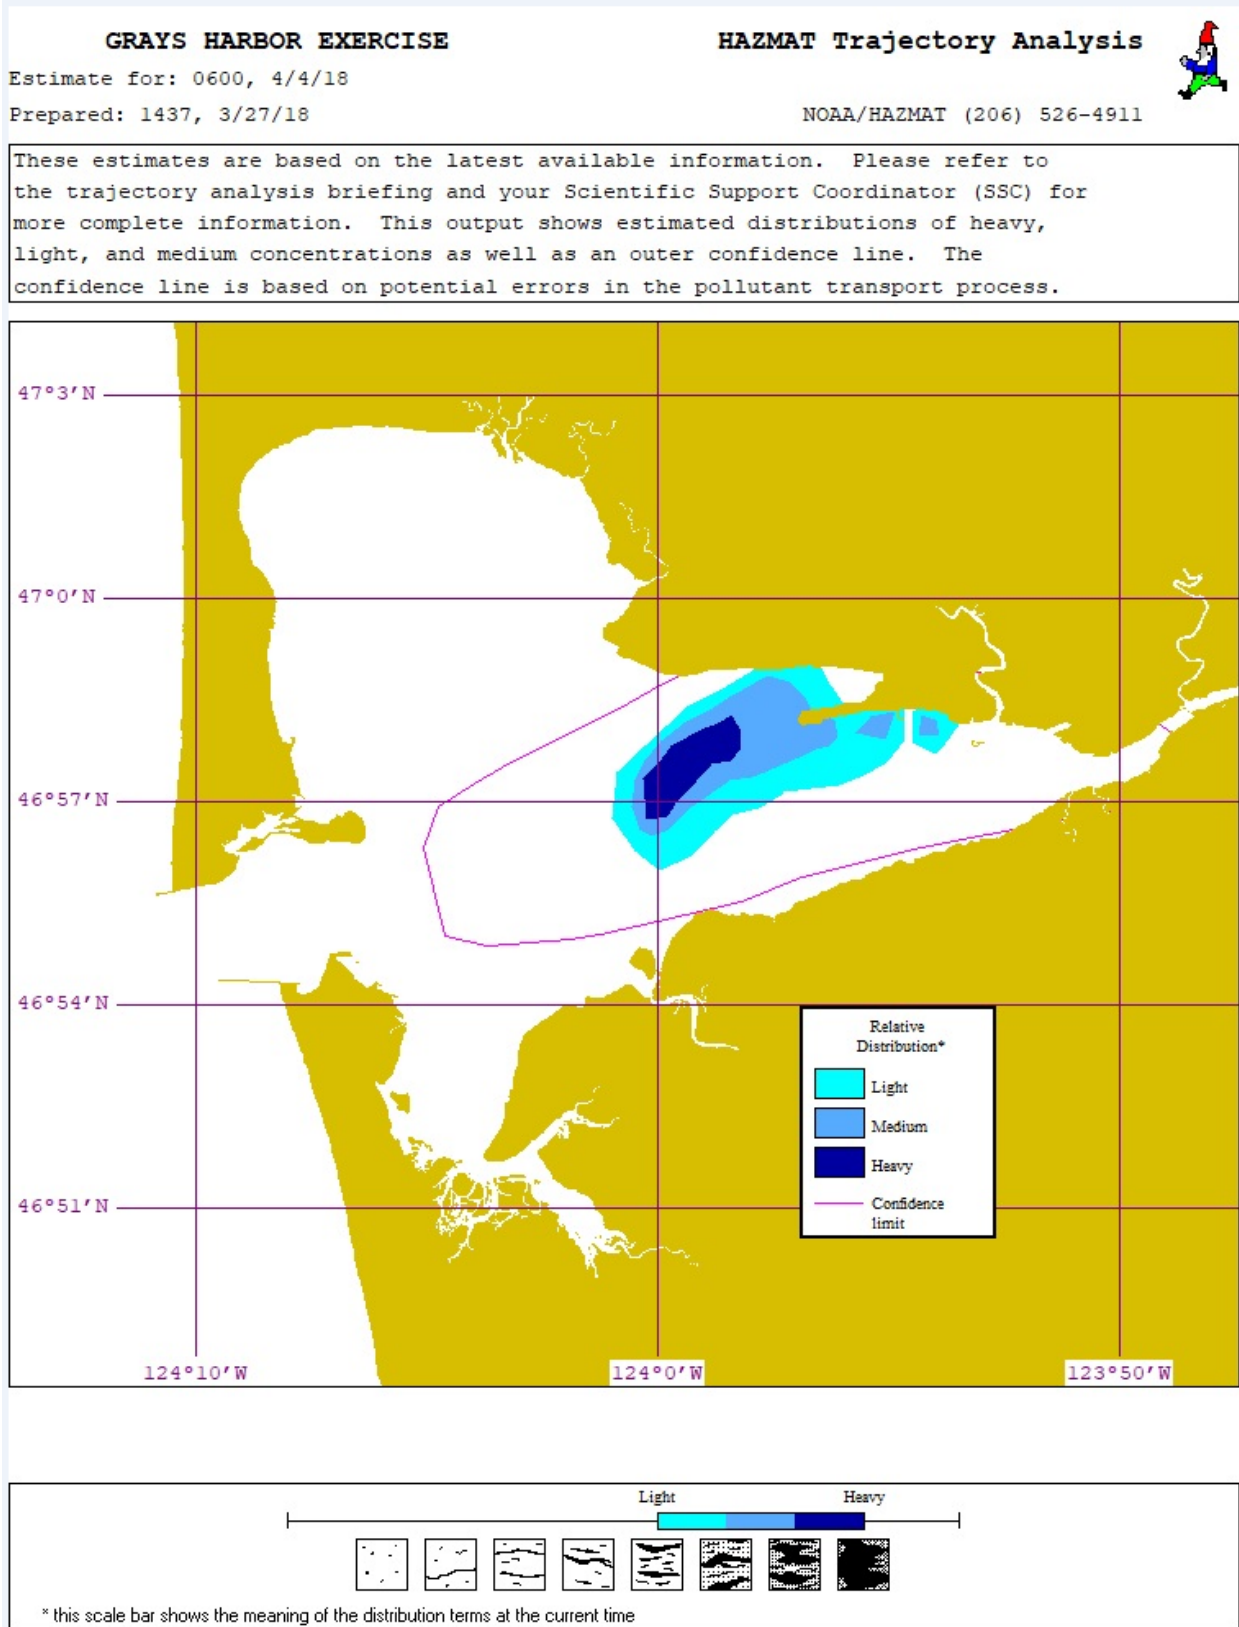 GRAYS HARBOR EXERCISE
HAZMAT Trajectory Analysis
Estimate for: 0600, 4/4/18
Prepared: 1437, 3/27/18
NOAA/HAZMAT (206) 526-4911
These estimates are based on the latest available information.  Please refer to
the trajectory analysis briefing and your Scientific Support Coordinator (SSC) for
more complete information.  This output shows estimated distributions of heavy,
light, and medium concentrations as well as an outer confidence line.  The
confidence line is based on potential errors in the pollutant transport process.
47°3'N
47°0'N
46°57'N
46°54'N
46°51'N
124°10'W
124°0'W
123°50'W
Relative
Distribution*
Light
Medium
Heavy
Confidence
limit
Light
Heavy
* this scale bar shows the meaning of the distribution terms at the current time